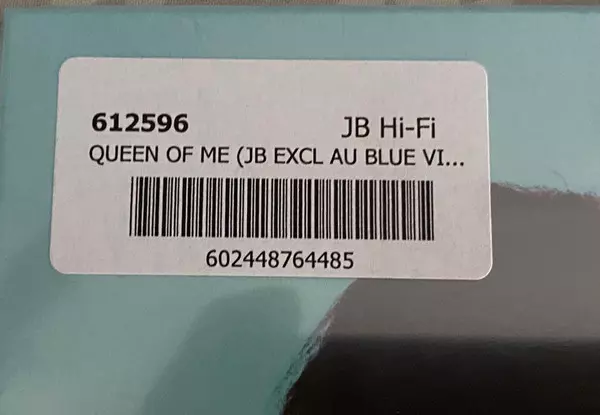 612596 JB Hi-Fi
QUEEN OF ME (JB EXCL AU BLUE VI...
602448764485